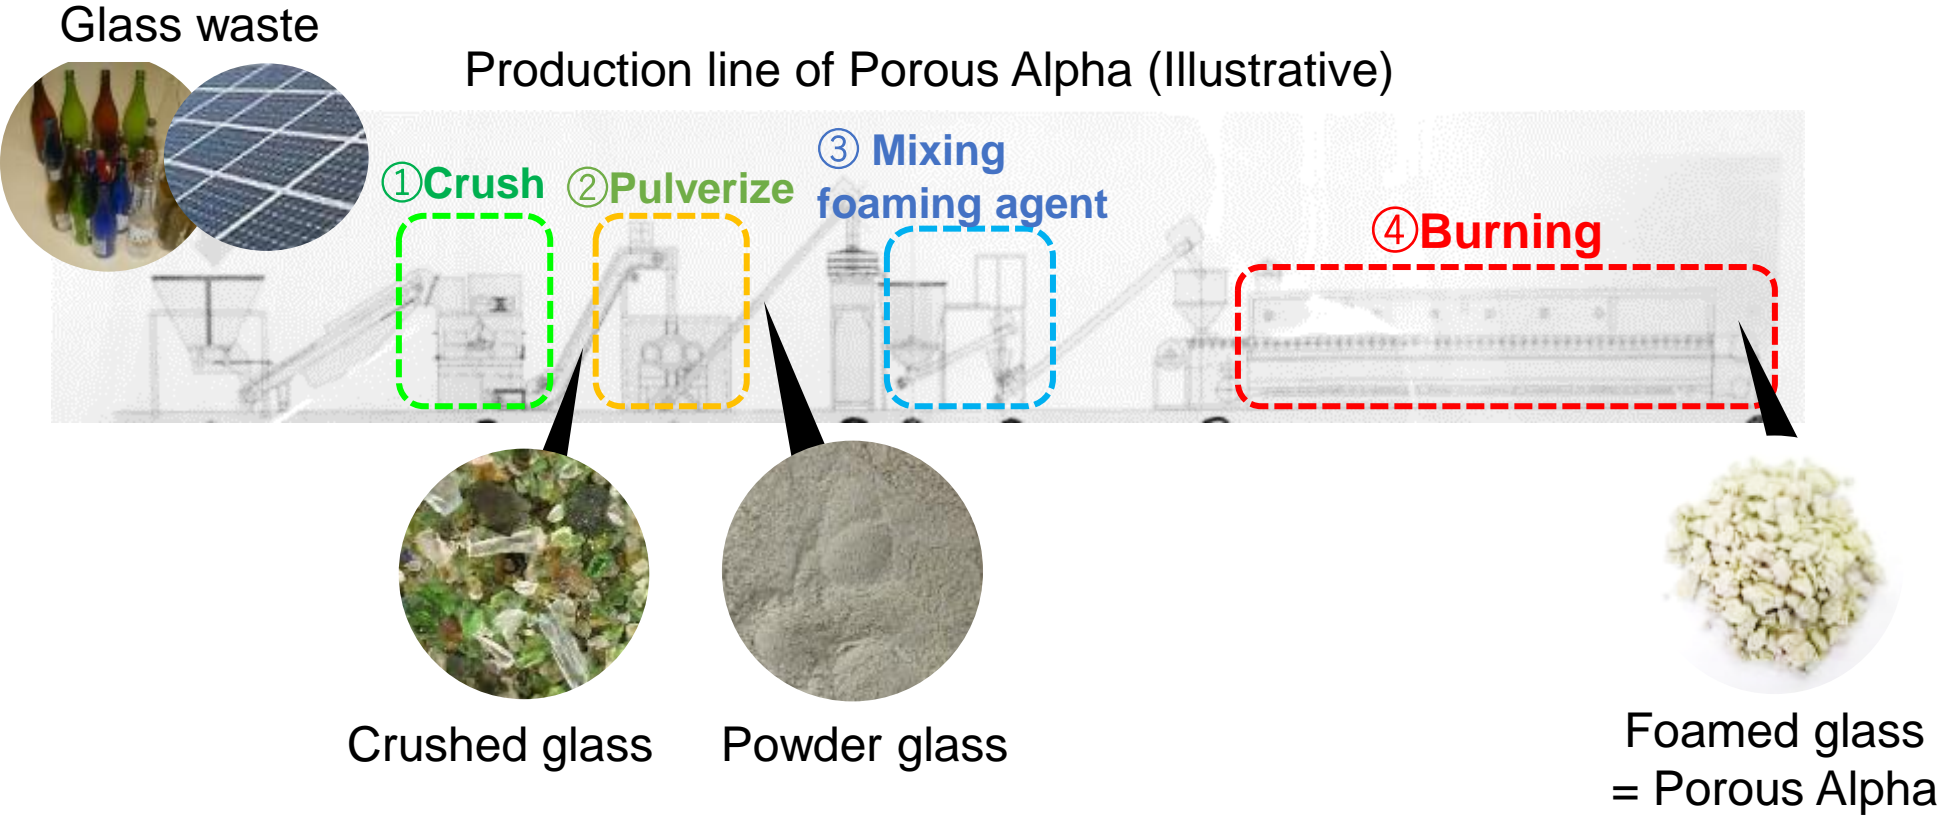 Glass waste
Production line of Porous Alpha (Illustrative)
①Crush
②Pulverize
③ Mixing
foaming agent
④Burning
Crushed glass
Powder glass
Foamed glass
= Porous Alpha